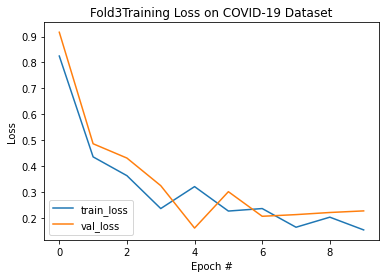 Fold3Training Loss on COVID-19 Dataset
Loss
0.9
0.8
0.7
0.6
0.5
0.4
0.3
0.2
train_loss
val_loss
0 2 4 6 8
Epoch #